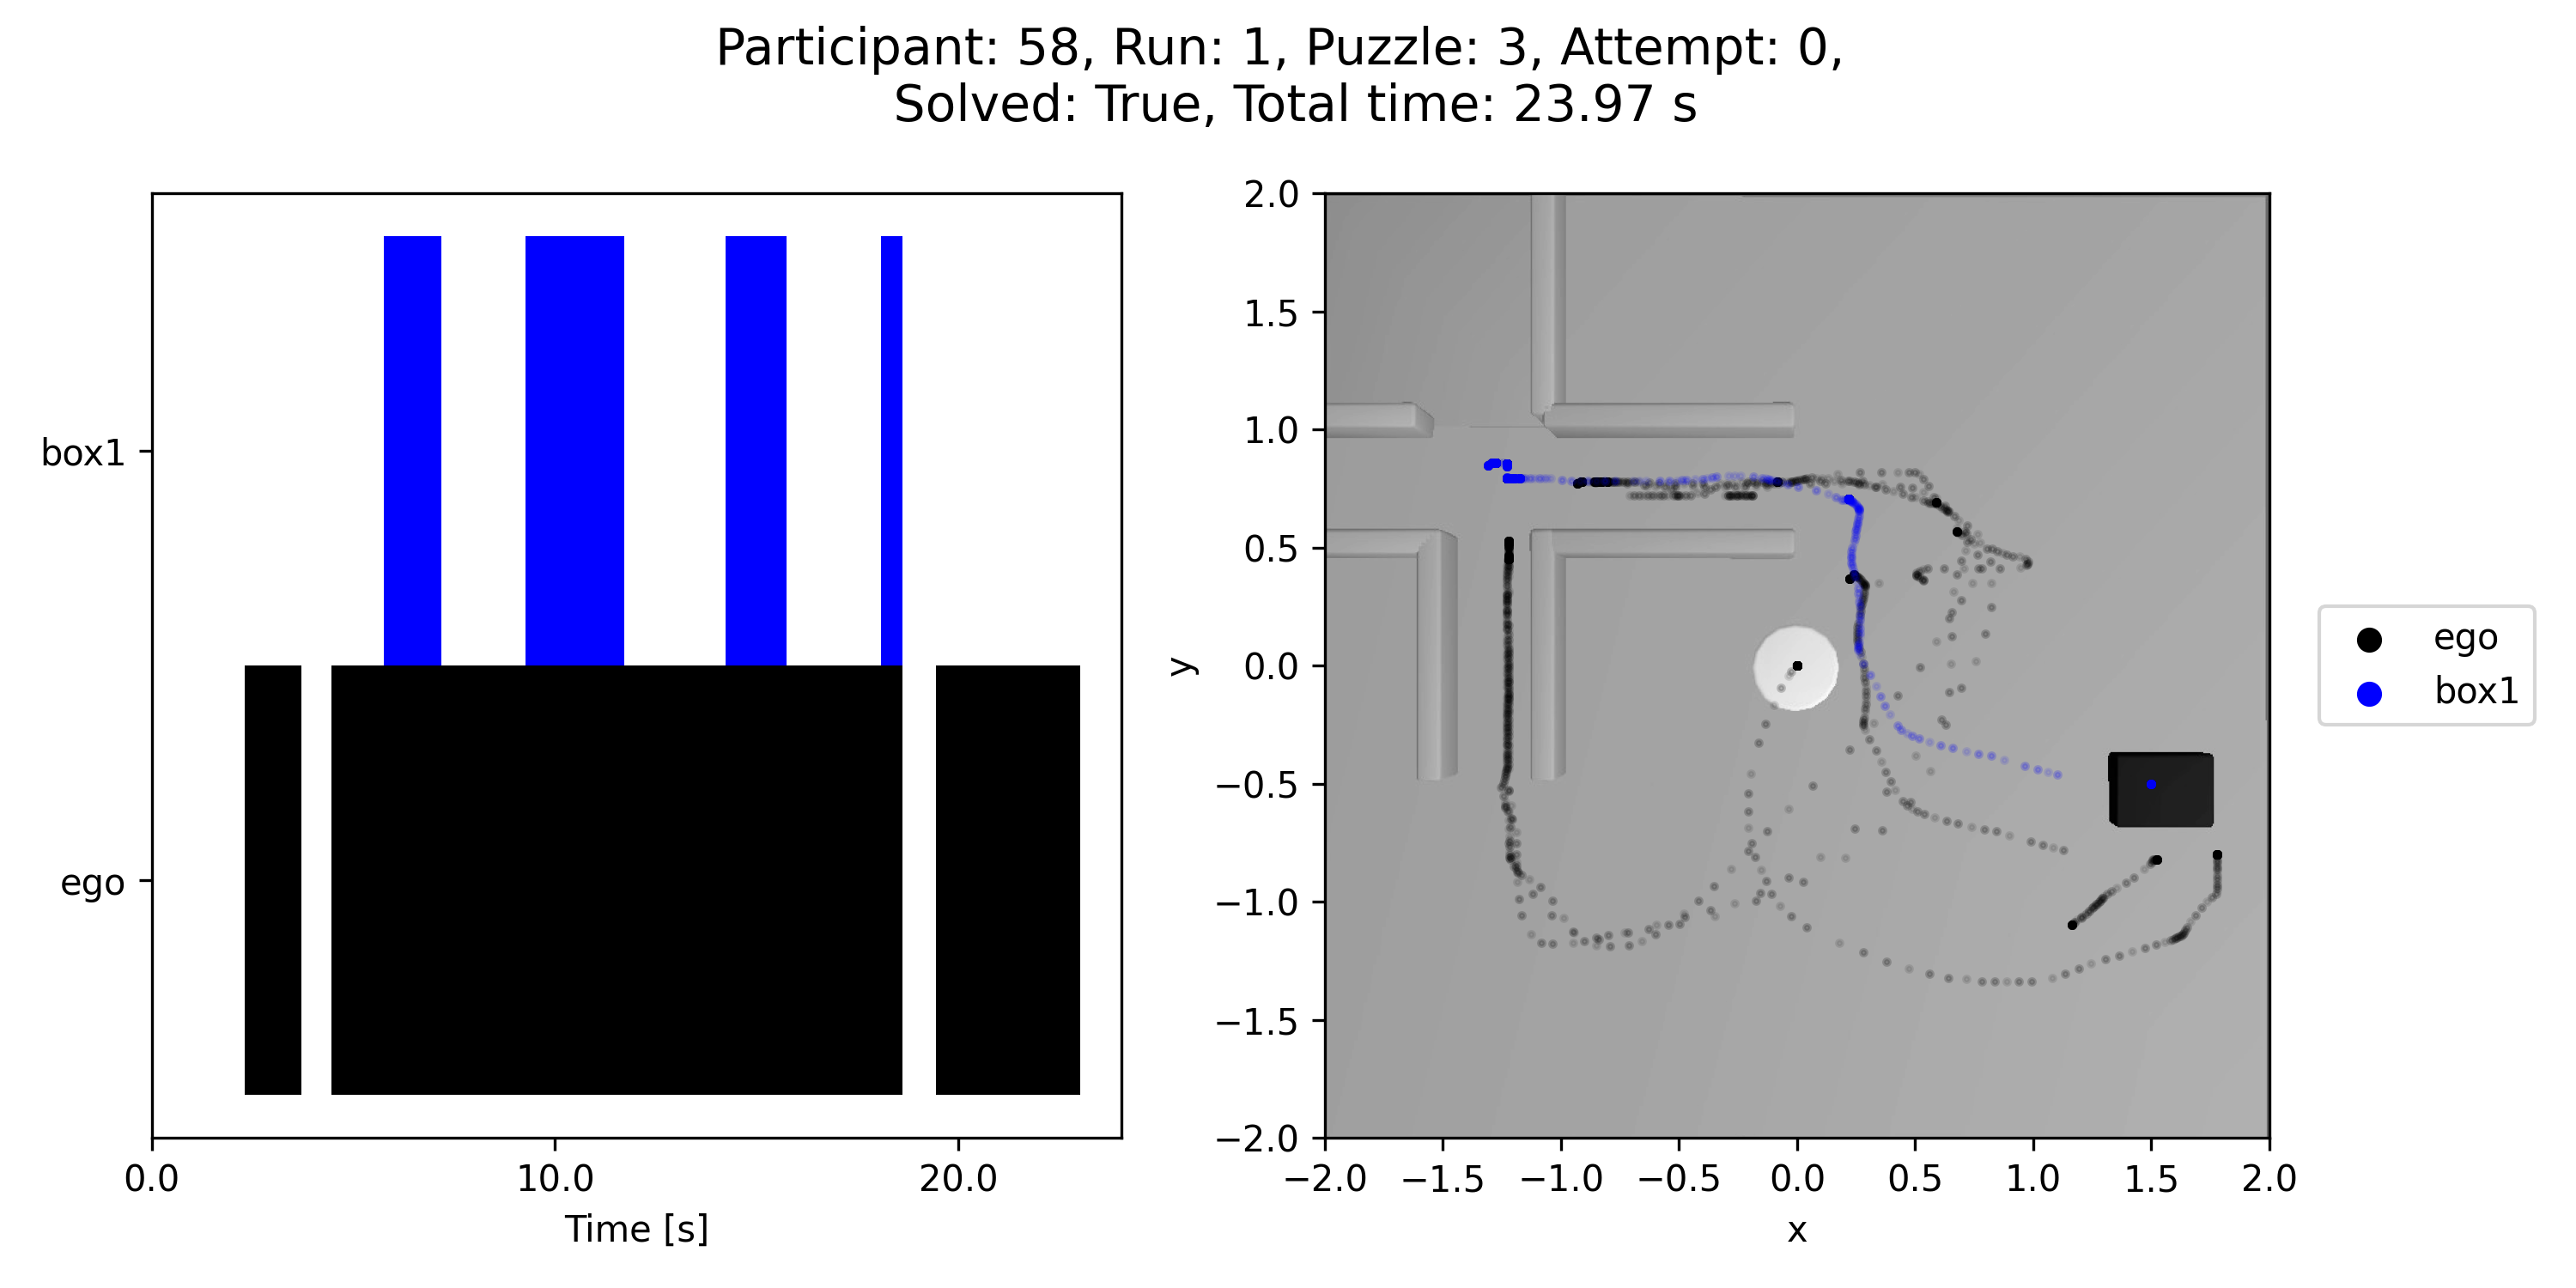 Participant: 58, Run: 1, Puzzle: 3, Attempt: 0,
Solved: True, Total time: 23.97 s
box1
ego
0.0 10.0 20.0
Time [s]
2.0
1.5
1.0
0.5
0.0
−0.5
−1.0
−1.5
−2.0
y
−2.0 −1.5 −1.0 −0.5 0.0 0.5 1.0 1.5 2.0
x
ego
box1